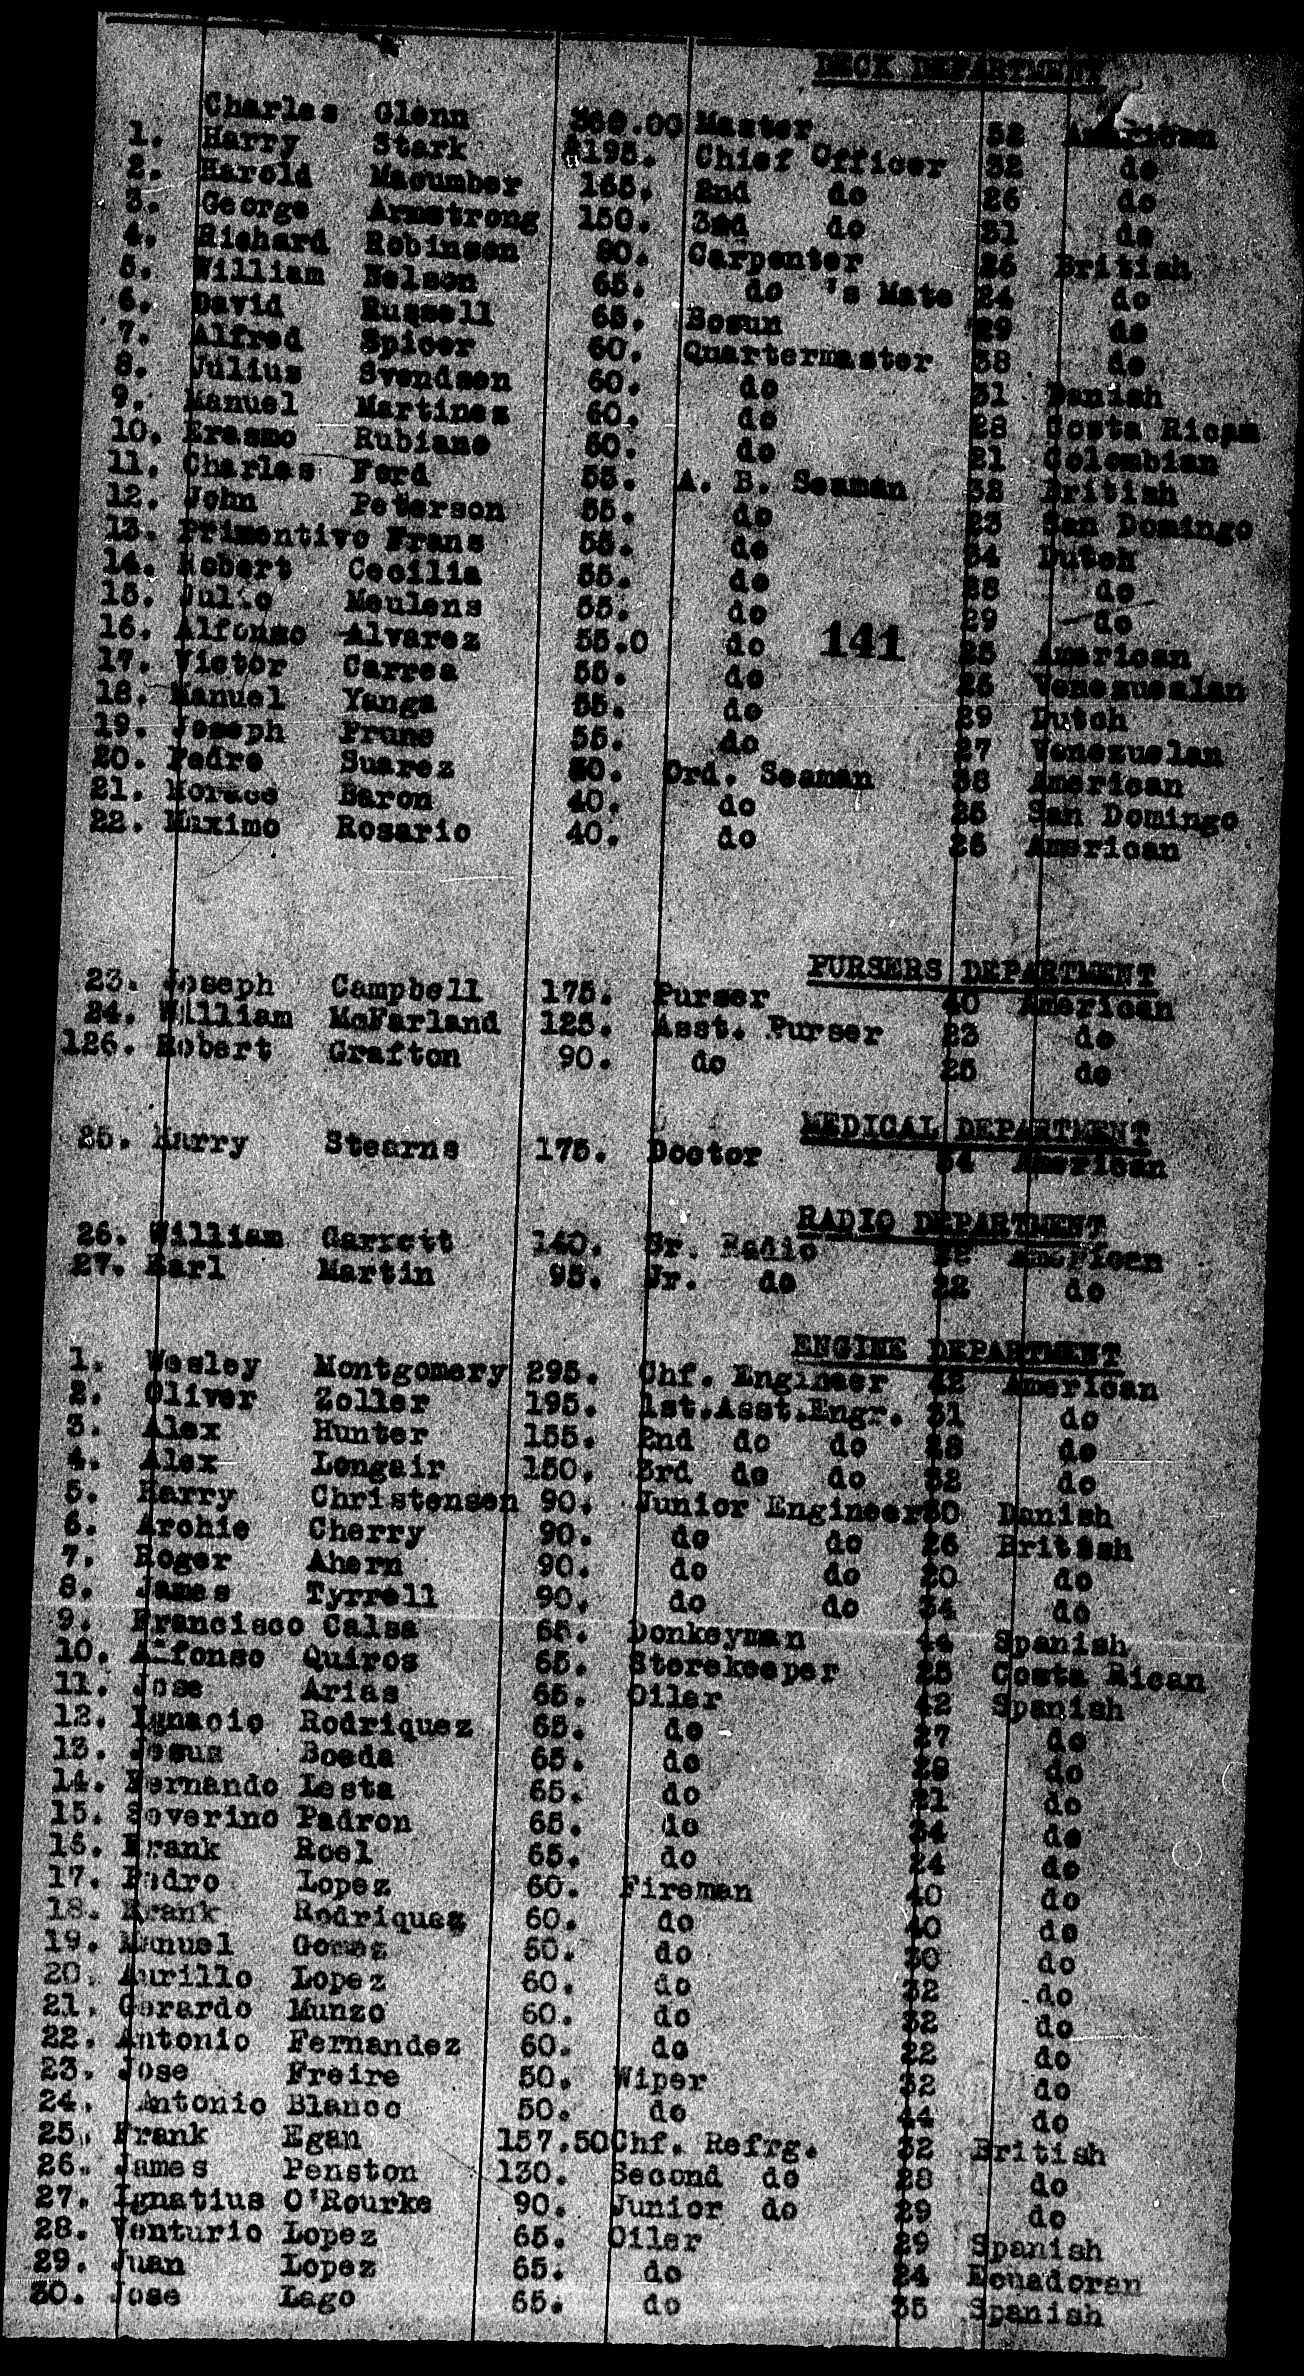 DECK DEPARTMENT
Charles Glenn 360.00 Master 52 American
1. Harry Stark $195. Chief Officer 32 do
2. Harold Macumber 165. 2nd do 26 do
3. George Armstrong 150. 3rd do 31 do
4. Richard Robinson 80. Carpenter 26 British
5. William Nelson 65. do 's Mate 24 do
6. David Russell 65. Bosun 29 do
7. Alfred Spicer 60. Quartermaster 38 do
8. Julius Svendsen 60. do 31 Danish
9. Manuel Martinez 60. do 28 Costa Rican
10. Erasmo Rubiano 60. do 21 Colombian
11. Charles Ford 55. A. B. Seaman 38 British
12. John Peterson 55. do 23 San Domingo
13. Primentivo Frans 55. do 34 Dutch
14. Robert Cecilia 55. do 28 do
15. Julio Meulens 55. do 29 do
16. Alfonso Alvarez 55.0 do 141 25 American
17. Victor Carrea 55. do 26 Venezuealan
18. Manuel Yanga 55. do 29 Dutch
19. Joseph Prune 55. do 27 Venezuelan
20. Pedro Suarez 50. Ord. Seaman 38 American
21. Horace Baron 40. do 25 San Domingo
22. Maximo Rosario 40. do 26 American
PURSERS DEPARTMENT
23. Joseph Campbell 175. Purser 40 American
24. William McFarland 125. Asst. Purser 23 do
126. Robert Grafton 90. do 25 do
MEDICAL DEPARTMENT
25. Harry Stearns 175. Doctor 34 American
RADIO DEPARTMENT
26. William Garrett 140. Sr. Radio American
27. Earl Martin 95. Jr. do 22 do
ENGINE DEPARTMENT
1. Wesley Montgomery 295. Chf. Engineer 42 American
2. Oliver Zoller 195. 1st.Asst.Engr. 31 do
3. Alex Hunter 155. 2nd do do 28 do
4. Alex Longair 150. 3rd do do 32 do
5. Harry Christensen 90. Junior Engineer 30 Danish
6. Archie Cherry 90. do do 26 British
7. Roger Ahern 90. do do 20 do
8. James Tyrrell 90. do do 34 do
9. Francisco Calsa 65. Donkeyman 44 Spanish
10. Alfonso Quiros 65. Storekeeper 25 Costa Rican
11. Jose Arias 65. Oiler 42 Spanish
12. Ignacio Rodriquez 65. do 27 do
13. Jesus Boeda 65. do 28 do
14. Fernando Lesta 65. do 21 do
15. Severino Padron 65. do 34 do
16. Frank Roel 65. do 24 do
17. Pedro Lopez 60. Fireman 40 do
18. Frank Rodriquez 60. do 40 do
19. Manuel Gomez 50. do 30 do
20. Aurillo Lopez 60. do 32 do
21. Gerardo Munzo 60. do 32 do
22. Antonio Fernandez 60. do 22 do
23. Jose Freire 50. Wiper 32 do
24. Antonio Blanco 50. do 44 do
25. Frank Egan 157.50 Chf. Refrg. 32 British
26. James Penston 130. Second do 28 do
27. Ignatius O'Rourke 90. Junior do 29 do
28. Venturio Lopez 65. Oiler 29 Spanish
29. Juan Lopez 65. do 24 Ecuadoran
30. Jose Lago 65. do 35 Spanish